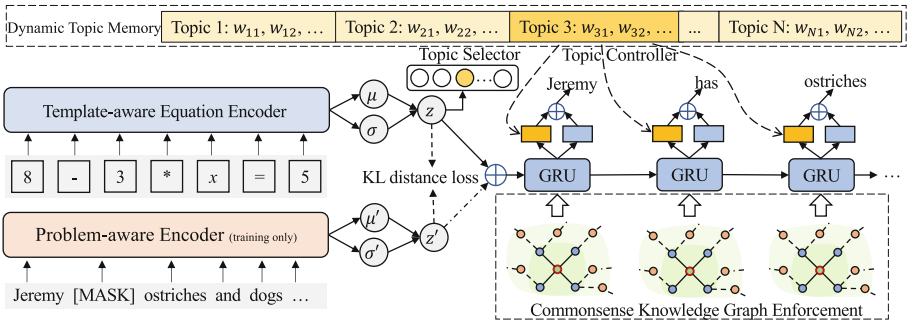 Dynamic Topic Memory
Topic 1: w₁₁, w₁₂, …
Topic 2: w₂₁, w₂₂, …
Topic 3: w₃₁, w₃₂, …
...
Topic N: w_N1, w_N2, …
Topic Selector
Topic Controller
Jeremy
has
ostriches
Template-aware Equation Encoder
μ
σ
z
8 - 3 * x = 5
KL distance loss
GRU
GRU
GRU
...
Problem-aware Encoder (training only)
μ′
σ′
z′
Jeremy [MASK] ostriches and dogs …
Commonsense Knowledge Graph Enforcement